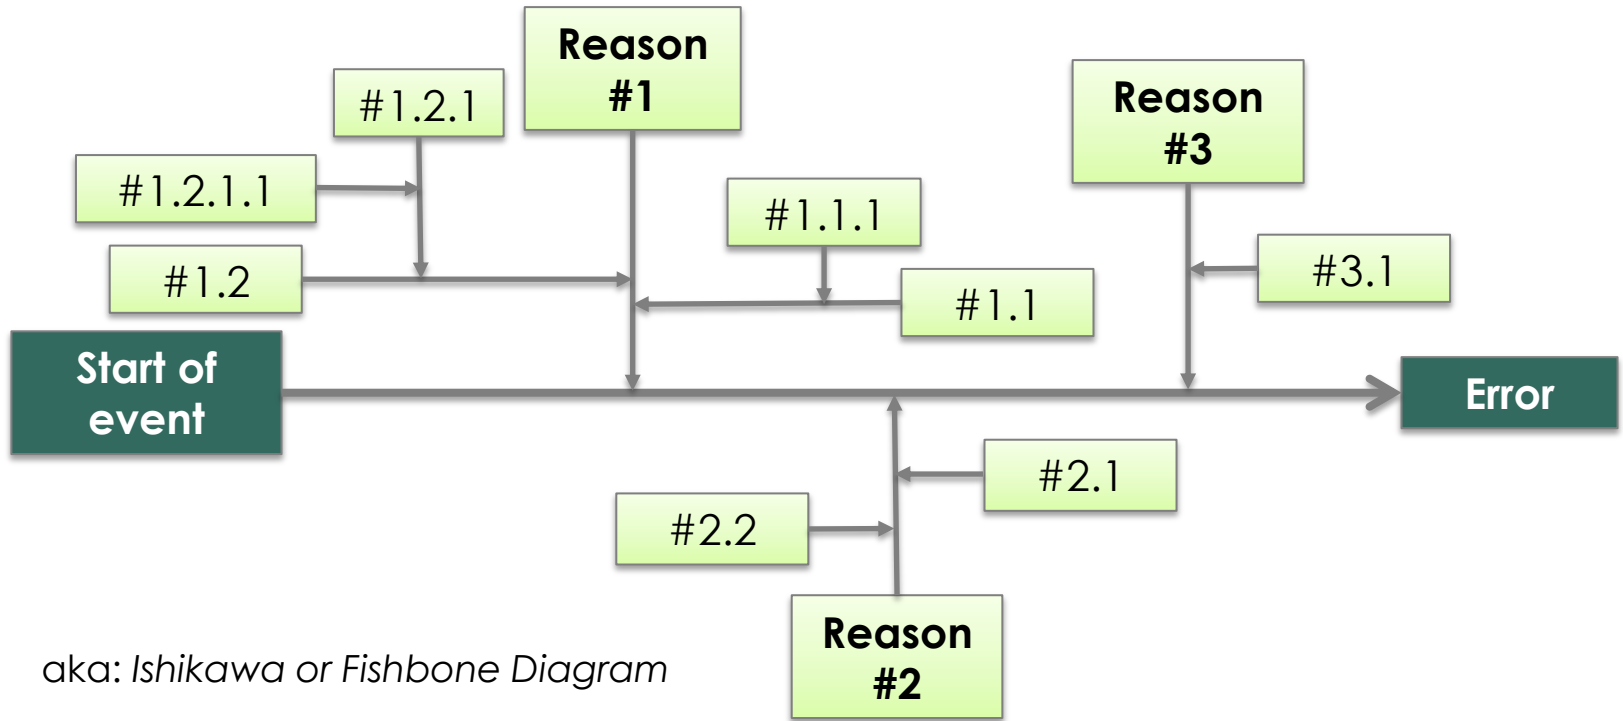 Reason
#1
#1.2.1
Reason
#3
#1.2.1.1
#1.1.1
#1.2
#3.1
#1.1
Start of
event
Error
#2.1
#2.2
Reason
#2
aka: Ishikawa or Fishbone Diagram